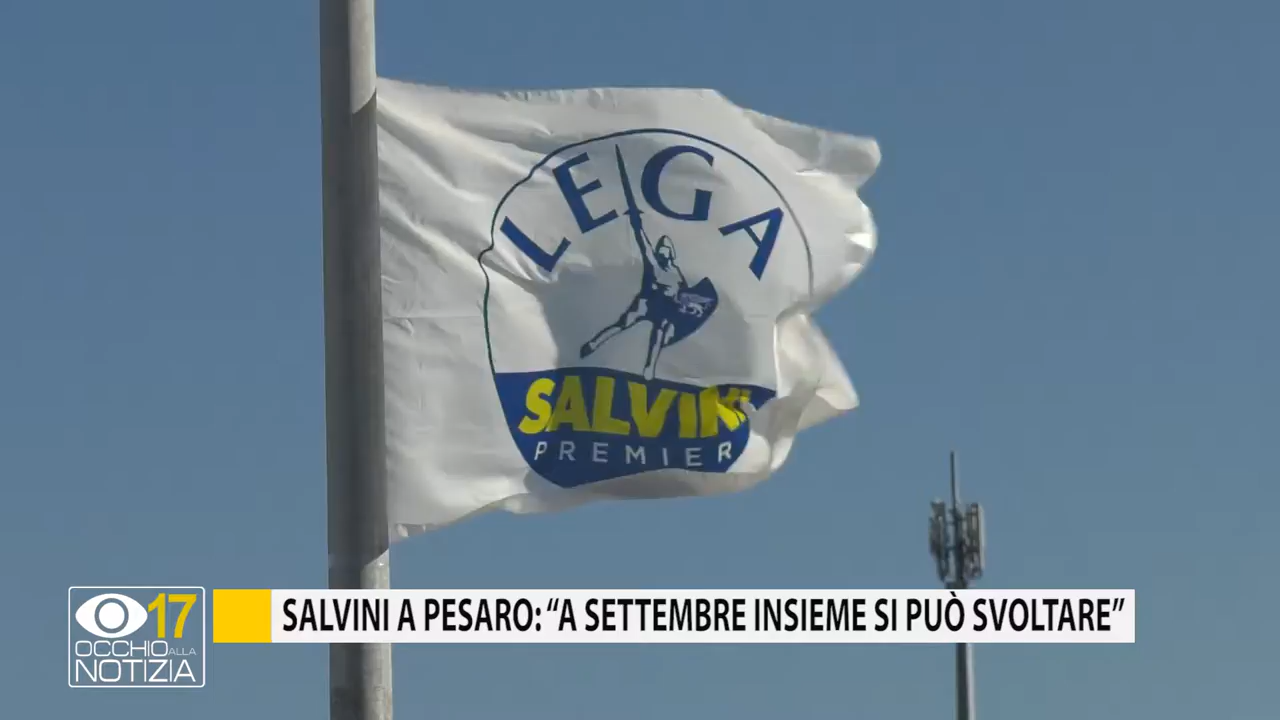 LEGA
SALVINI
PREMIER
17
OCCHIO ALLA
NOTIZIA
SALVINI A PESARO: “A SETTEMBRE INSIEME SI PUÒ SVOLTARE”